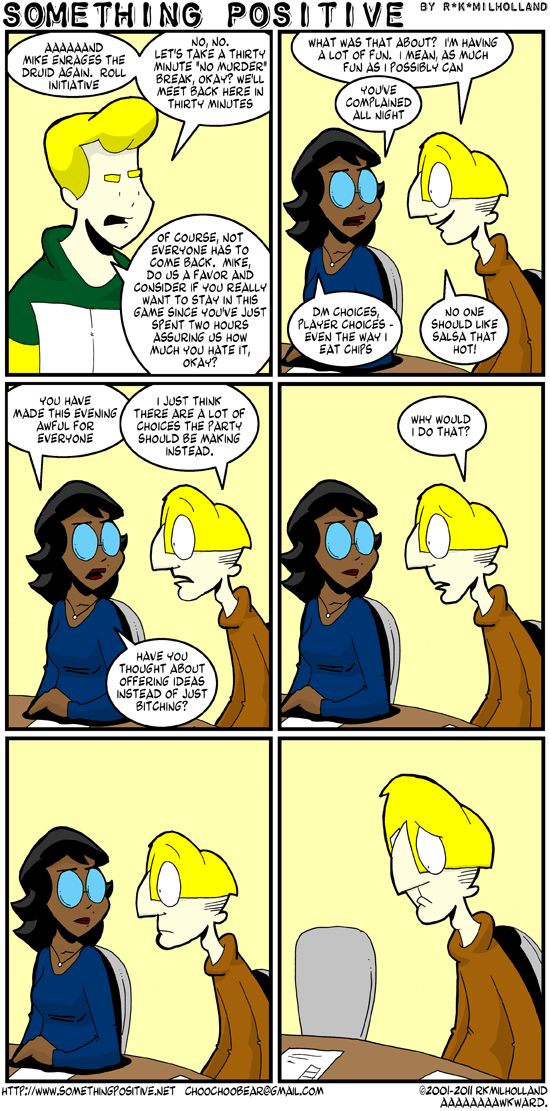 SOMETHING POSITIVE
BY R*K*MILHOLLAND
AAAAAAND
MIKE ENRAGES THE
DRUID AGAIN. ROLL
INITIATIVE
NO, NO.
LET'S TAKE A THIRTY
MINUTE "NO MURDER"
BREAK, OKAY? WE'LL
MEET BACK HERE IN
THIRTY MINUTES
OF COURSE, NOT
EVERYONE HAS TO
COME BACK. MIKE,
DO US A FAVOR AND
CONSIDER IF YOU REALLY
WANT TO STAY IN THIS
GAME SINCE YOU'VE JUST
SPENT TWO HOURS
ASSURING US HOW
MUCH YOU HATE IT,
OKAY?
WHAT WAS THAT ABOUT? I'M HAVING
A LOT OF FUN. I MEAN, AS MUCH
FUN AS I POSSIBLY CAN
YOU'VE
COMPLAINED
ALL NIGHT
DM CHOICES,
PLAYER CHOICES -
EVEN THE WAY I
EAT CHIPS
NO ONE
SHOULD LIKE
SALSA THAT
HOT!
YOU HAVE
MADE THIS EVENING
AWFUL FOR
EVERYONE
I JUST THINK
THERE ARE A LOT OF
CHOICES THE PARTY
SHOULD BE MAKING
INSTEAD.
HAVE YOU
THOUGHT ABOUT
OFFERING IDEAS
INSTEAD OF JUST
BITCHING?
WHY WOULD
I DO THAT?
HTTP://WWW.SOMETHINGPOSITIVE.NET CHOOCHOOBEAR@GMAIL.COM
©2001-2011 RKMILHOLLAND
AAAAAAAAWKWARD.